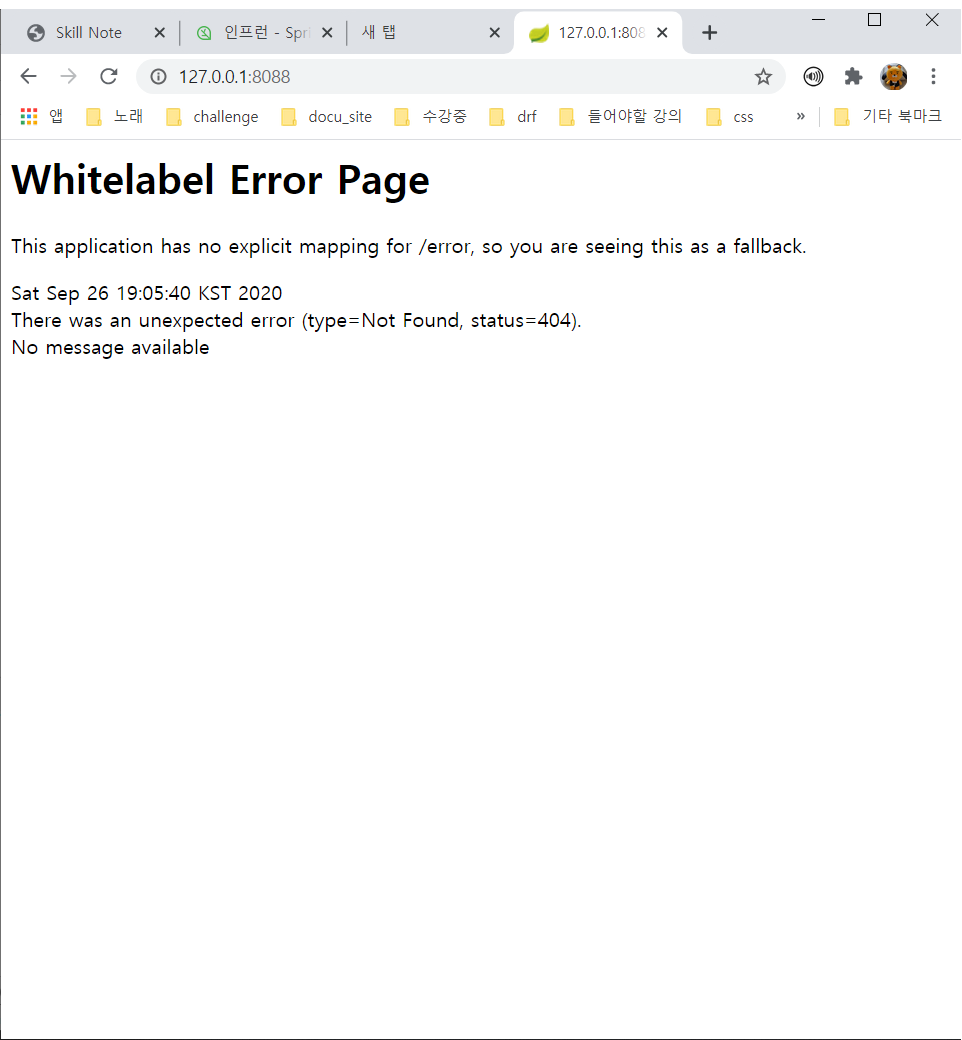 Skill Note
인프런 - Spri
새 탭
127.0.0.1:808
127.0.0.1:8088
앱 노래 challenge docu_site 수강중 drf 들어야할 강의 css » 기타 북마크
Whitelabel Error Page
This application has no explicit mapping for /error, so you are seeing this as a fallback.
Sat Sep 26 19:05:40 KST 2020
There was an unexpected error (type=Not Found, status=404).
No message available